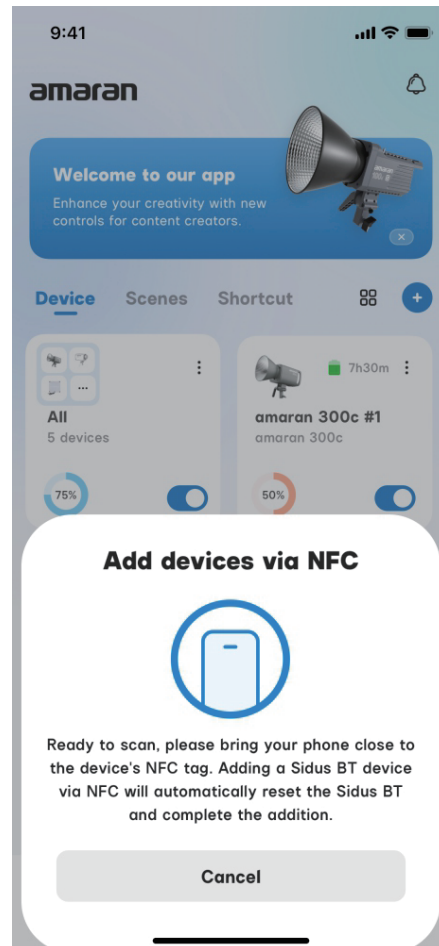 9:41
amaran
Welcome to our app
Enhance your creativity with new
controls for content creators.
Device Scenes Shortcut
7h30m
All
5 devices
amaran 300c #1
amaran 300c
75%
50%
Add devices via NFC
Ready to scan, please bring your phone close to
the device's NFC tag. Adding a Sidus BT device
via NFC will automatically reset the Sidus BT
and complete the addition.
Cancel